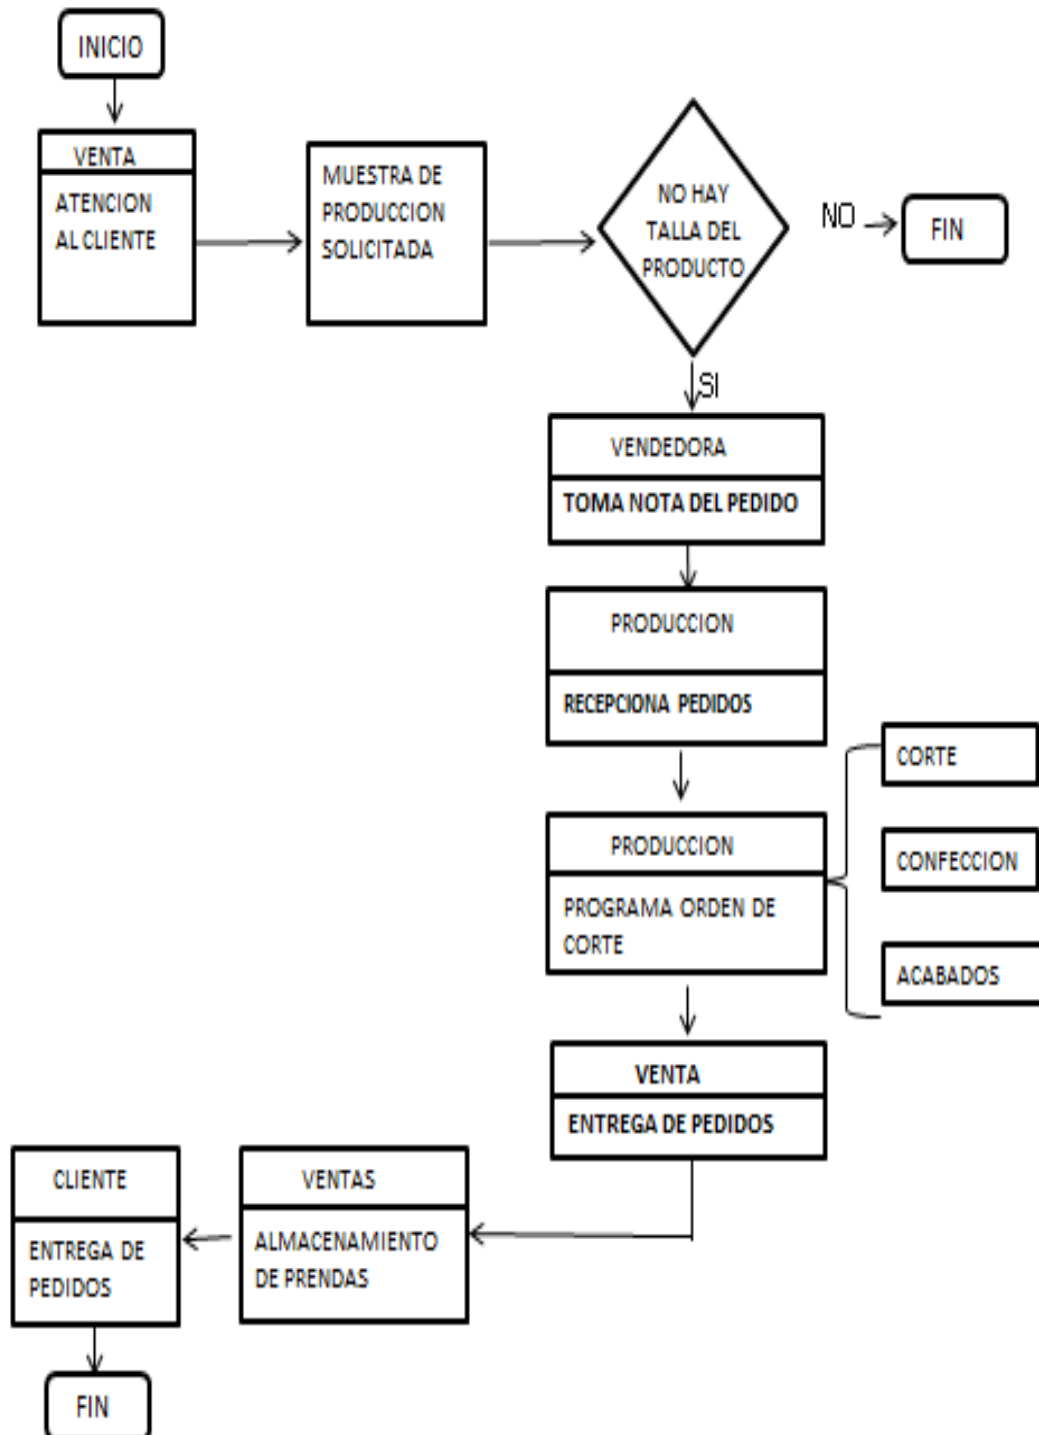 INICIO
VENTA
ATENCION
AL CLIENTE
MUESTRA DE
PRODUCCION
SOLICITADA
NO HAY
TALLA DEL
PRODUCTO
NO
FIN
SI
VENDEDORA
TOMA NOTA DEL PEDIDO
PRODUCCION
RECEPCIONA PEDIDOS
PRODUCCION
PROGRAMA ORDEN DE
CORTE
CORTE
CONFECCION
ACABADOS
VENTA
ENTREGA DE PEDIDOS
VENTAS
ALMACENAMIENTO
DE PRENDAS
CLIENTE
ENTREGA DE
PEDIDOS
FIN